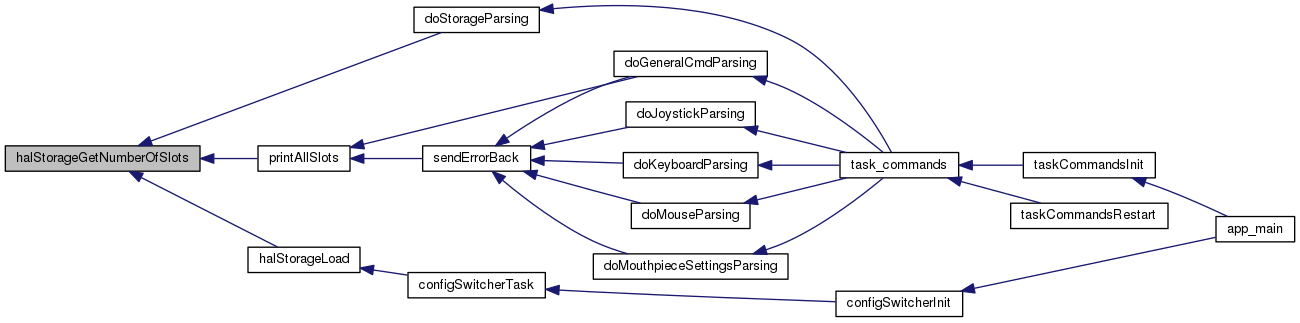 doStorageParsing
doGeneralCmdParsing
doJoystickParsing
halStorageGetNumberOfSlots
printAllSlots
sendErrorBack
doKeyboardParsing
task_commands
taskCommandsInit
doMouseParsing
taskCommandsRestart
app_main
halStorageLoad
doMouthpieceSettingsParsing
configSwitcherTask
configSwitcherInit